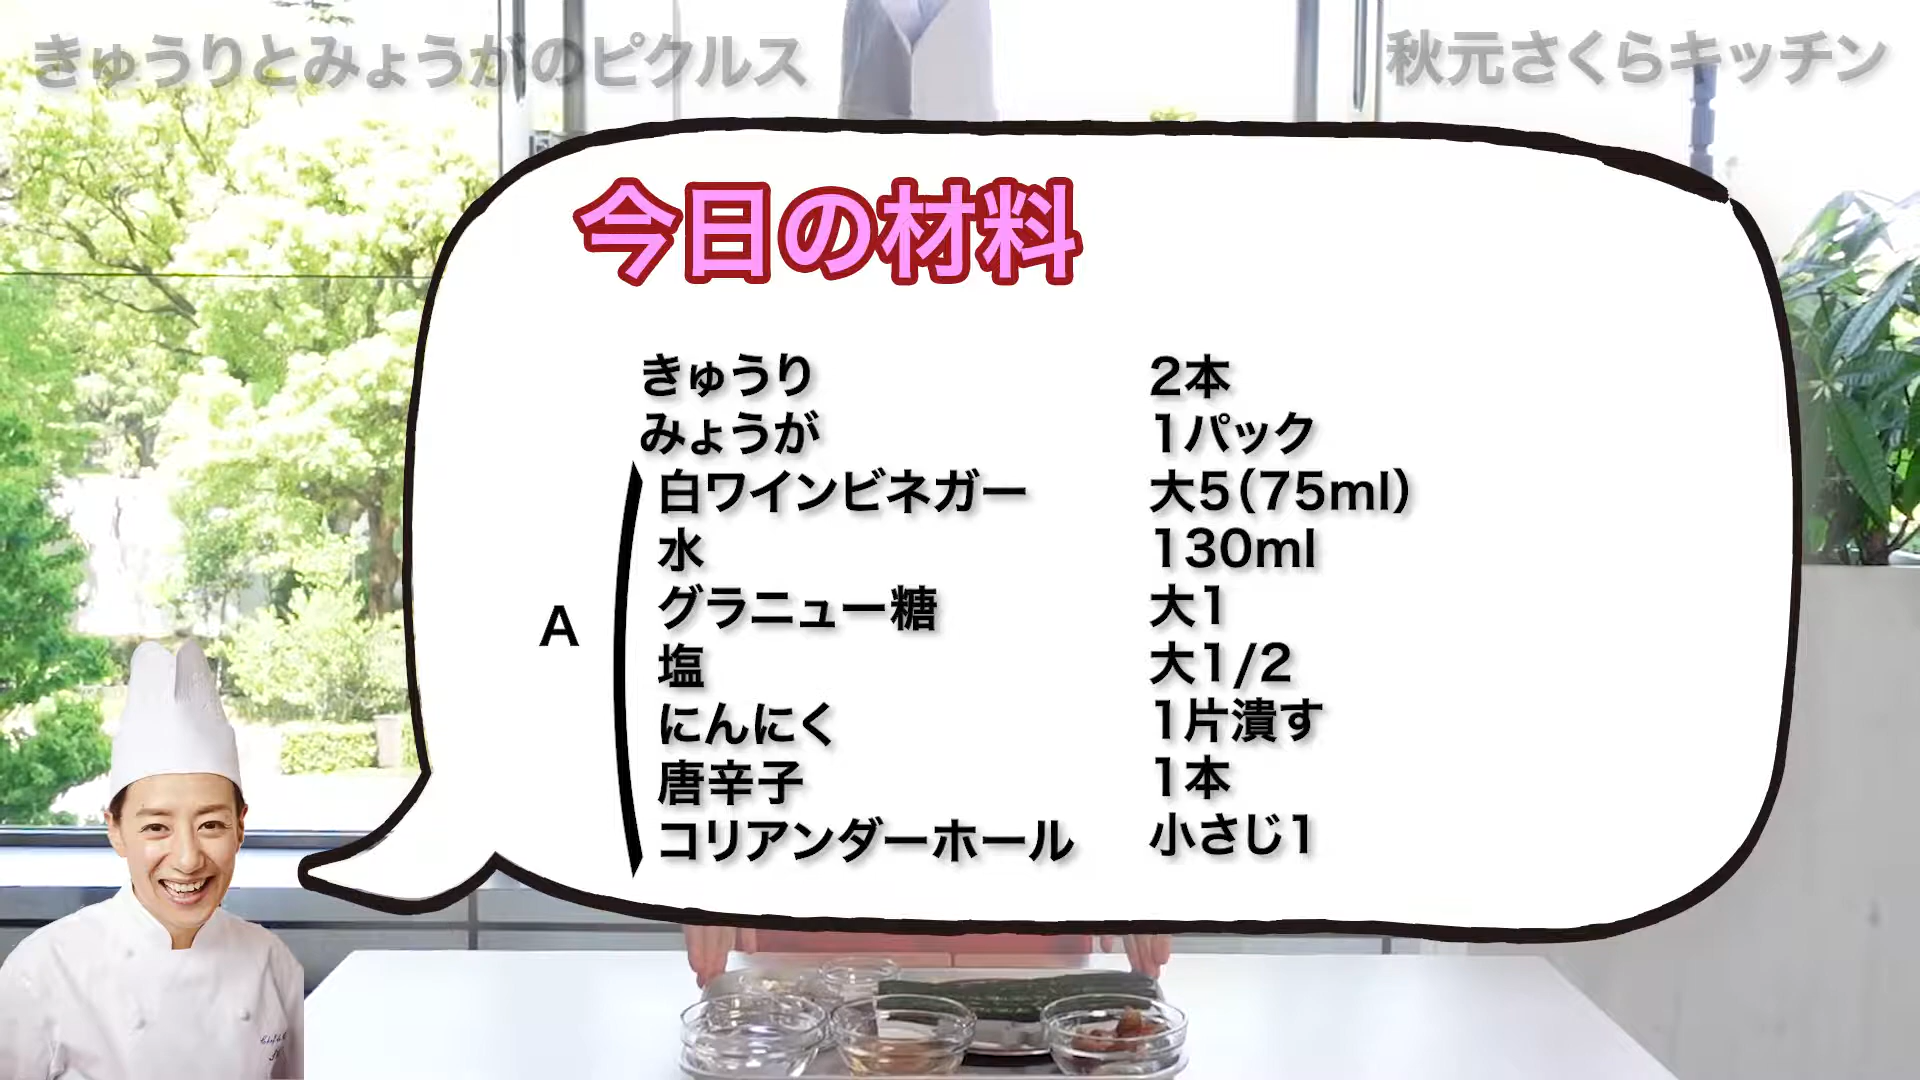 きゅうりとみょうがのピクルス
秋元さくらキッチン
今日の材料
きゅうり 2本
みょうが 1パック
A
白ワインビネガー 大5(75ml)
水 130ml
グラニュー糖 大1
塩 大1/2
にんにく 1片潰す
唐辛子 1本
コリアンダーホール 小さじ1